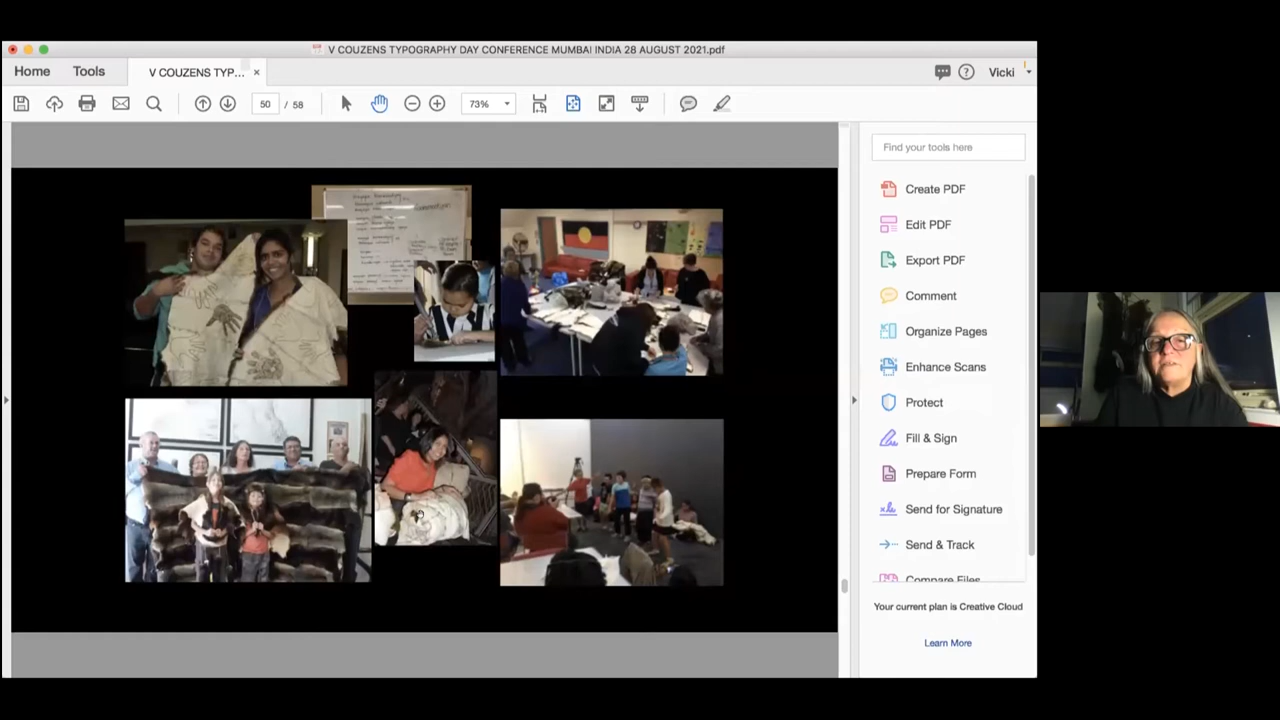 V COUZENS TYPOGRAPHY DAY CONFERENCE MUMBAI INDIA 28 AUGUST 2021.pdf
Home Tools V COUZENS TYP... × Vicki
50 / 58 73%
Find your tools here
Create PDF
Edit PDF
Export PDF
Comment
Organize Pages
Enhance Scans
Protect
Fill & Sign
Prepare Form
Send for Signature
Send & Track
Compare Files
Your current plan is Creative Cloud
Learn More